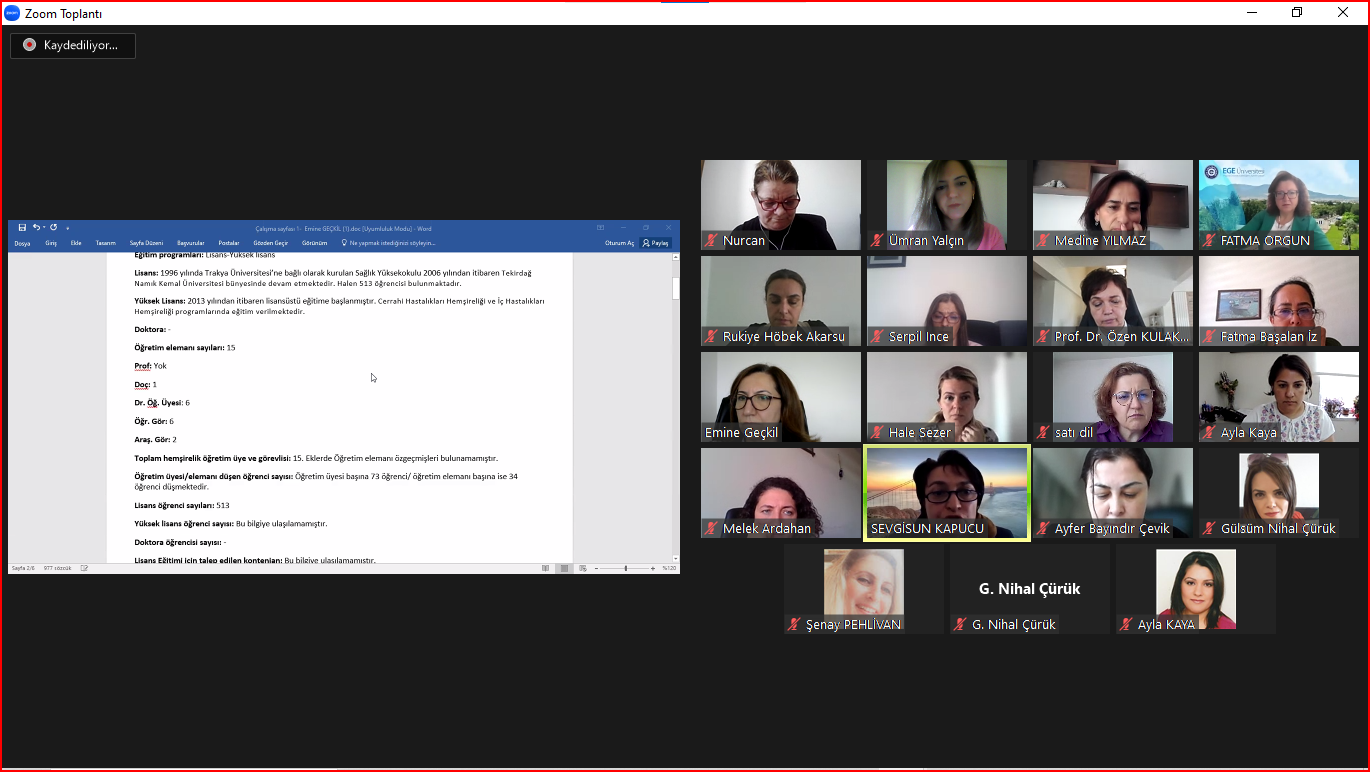 Zoom Toplantı
Kaydediliyor...
Çalışma sayfası 1- Emine GEÇKİL (1).doc [Uyumluluk Modu] - Word
Dosya Giriş Ekle Tasarım Sayfa Düzeni Başvurular Postalar Gözden Geçir Görünüm Ne yapmak istediğinizi söyleyin... Oturum Aç Paylaş
Eğitim programları: Lisans-Yüksek lisans
Lisans: 1996 yılında Trakya Üniversitesi'ne bağlı olarak kurulan Sağlık Yüksekokulu 2006 yılından itibaren Tekirdağ
Namık Kemal Üniversitesi bünyesinde devam etmektedir. Halen 513 öğrencisi bulunmaktadır.
Yüksek Lisans: 2013 yılından itibaren lisansüstü eğitime başlanmıştır. Cerrahi Hastalıkları Hemşireliği ve İç Hastalıkları
Hemşireliği programlarında eğitim verilmektedir.
Doktora: -
Öğretim elemanı sayıları: 15
Prof: Yok
Doç: 1
Dr. Öğ. Üyesi: 6
Öğr. Gör: 6
Araş. Gör: 2
Toplam hemşirelik öğretim üye ve görevlisi: 15. Eklerde Öğretim elemanı özgeçmişleri bulunamamıştır.
Öğretim üyesi/elemanı düşen öğrenci sayısı: Öğretim üyesi başına 73 öğrenci/ öğretim elemanı başına ise 34
öğrenci düşmektedir.
Lisans öğrenci sayıları: 513
Yüksek lisans öğrenci sayısı: Bu bilgiye ulaşılamamıştır.
Doktora öğrencisi sayısı: -
Lisans Eğitimi için talep edilen kontenjan: Bu bilgiye ulaşılamamıştır.
Sayfa 2/6 977 sözcük %120
EGE Üniversitesi
Nurcan
Ümran Yalçın
Medine YILMAZ
FATMA ORGUN
Rukiye Höbek Akarsu
Serpil Ince
Prof. Dr. Özen KULAK...
Fatma Başalan İz
Emine Geçkil
Hale Sezer
satı dil
Ayla Kaya
Melek Ardahan
SEVGİSUN KAPUCU
Ayfer Bayındır Çevik
Gülsüm Nihal Çürük
Şenay PEHLİVAN
G. Nihal Çürük
G. Nihal Çürük
Ayla KAYA